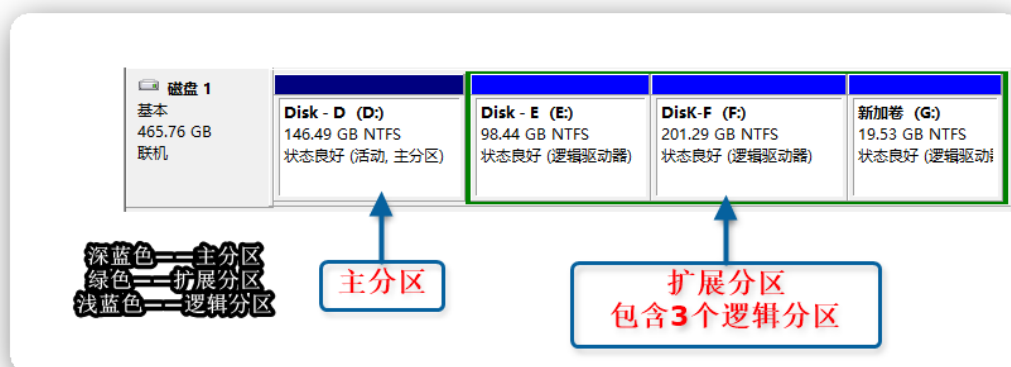 磁盘 1
基本
465.76 GB
联机
Disk - D (D:)
146.49 GB NTFS
状态良好 (活动, 主分区)
Disk - E (E:)
98.44 GB NTFS
状态良好 (逻辑驱动器)
DisK-F (F:)
201.29 GB NTFS
状态良好 (逻辑驱动器)
新加卷 (G:)
19.53 GB NTFS
状态良好 (逻辑驱动
深蓝色——主分区
绿色——扩展分区
浅蓝色——逻辑分区
主分区
扩展分区
包含3个逻辑分区